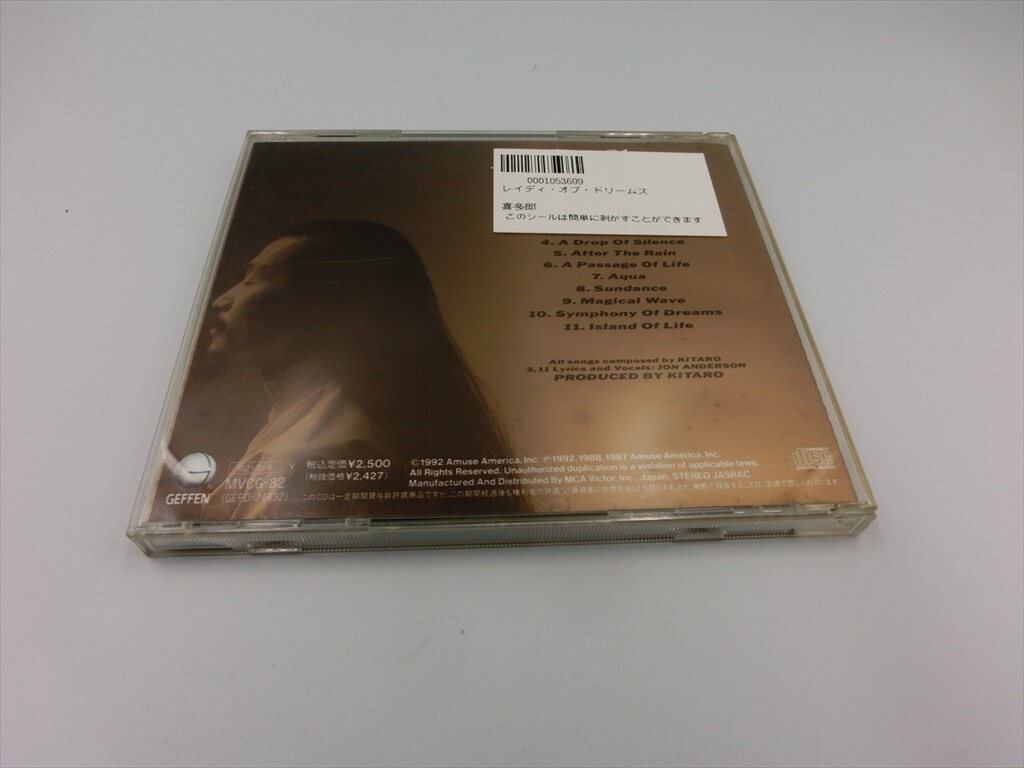 0001053699
レイディ・オブ・ドリームス
喜多郎
このシールは簡単に剥がすことができます
4. A Drop Of Silence
5. After The Rain
6. A Passage Of Life
7. Aqua
8. Sundance
9. Magical Wave
10. Symphony Of Dreams
11. Island Of Life
All songs composed by KITARO
3, 11 Lyrics and Vocals: JON ANDERSON
PRODUCED BY KITARO
GEFFEN
Y
MVCG-82
税込定価¥2,500
(税抜価格¥2,427)
©1992 Amuse America, Inc. ℗1992, 1988, 1987 Amuse America, Inc.
All Rights Reserved. Unauthorized duplication is a violation of applicable laws.
Manufactured And Distributed By MCA Victor, Inc., Japan. STEREO JASRAC
disc